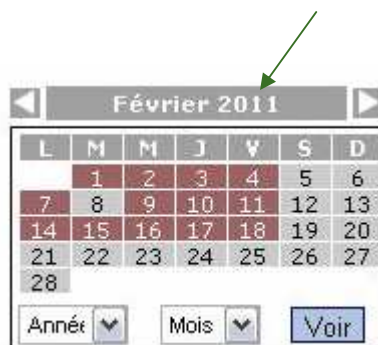 Février 2011
L M M J V S D
1 2 3 4 5 6
7 8 9 10 11 12 13
14 15 16 17 18 19 20
21 22 23 24 25 26 27
28
Année Mois Voir